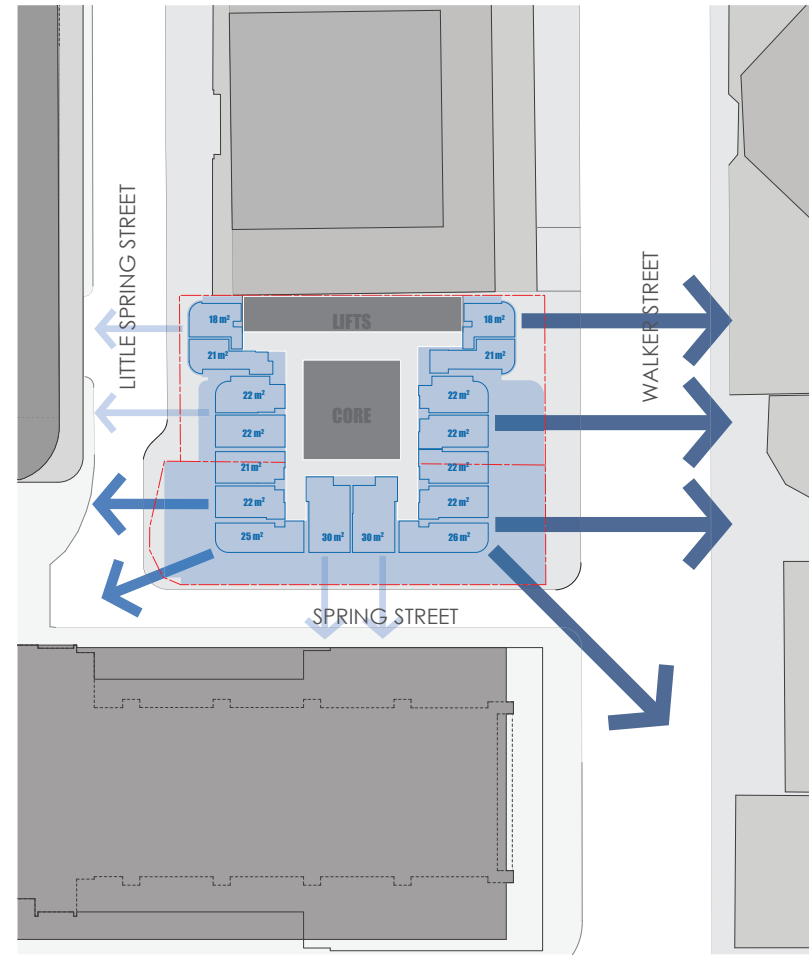 LITTLE SPRING STREET
WALKER STREET
18 m²
LIFTS
18 m²
21 m²
21 m²
22 m²
22 m²
CORE
22 m²
22 m²
21 m²
22 m²
22 m²
22 m²
25 m²
30 m²
30 m²
26 m²
SPRING STREET